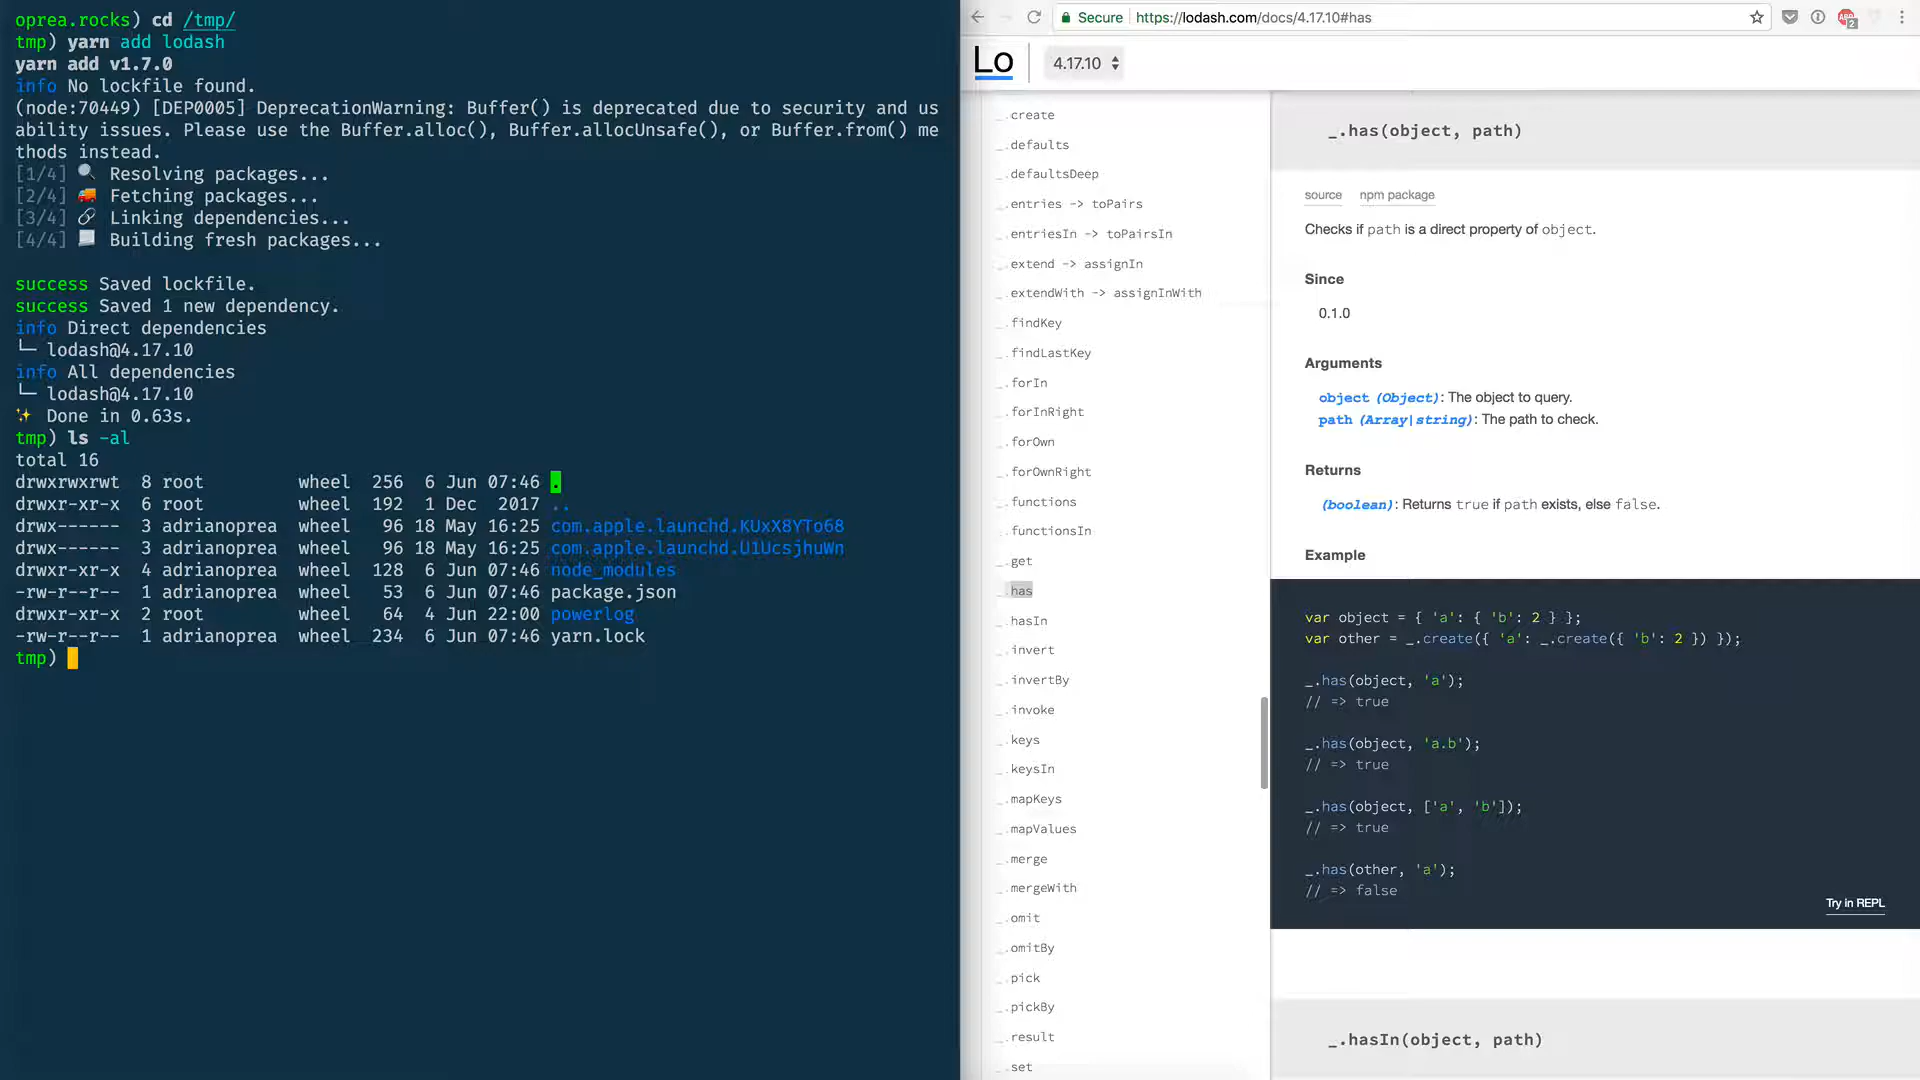 oprea.rocks) cd /tmp/
tmp) yarn add lodash
yarn add v1.7.0
info No lockfile found.
(node:70449) [DEP0005] DeprecationWarning: Buffer() is deprecated due to security and us
ability issues. Please use the Buffer.alloc(), Buffer.allocUnsafe(), or Buffer.from() me
thods instead.
[1/4] 🔍 Resolving packages...
[2/4] 🚚 Fetching packages...
[3/4] 🔗 Linking dependencies...
[4/4] 📃 Building fresh packages...
success Saved lockfile.
success Saved 1 new dependency.
info Direct dependencies
└─ lodash@4.17.10
info All dependencies
└─ lodash@4.17.10
✨ Done in 0.63s.
tmp) ls -al
total 16
drwxrwxrwt 8 root wheel 256 6 Jun 07:46 .
drwxr-xr-x 6 root wheel 192 1 Dec 2017 ..
drwx------ 3 adrianoprea wheel 96 18 May 16:25 com.apple.launchd.KUxX8YTo68
drwx------ 3 adrianoprea wheel 96 18 May 16:25 com.apple.launchd.U1UcsjhuWn
drwxr-xr-x 4 adrianoprea wheel 128 6 Jun 07:46 node_modules
-rw-r--r-- 1 adrianoprea wheel 53 6 Jun 07:46 package.json
drwxr-xr-x 2 root wheel 64 4 Jun 22:00 powerlog
-rw-r--r-- 1 adrianoprea wheel 234 6 Jun 07:46 yarn.lock
tmp)
Secure https://lodash.com/docs/4.17.10#has
2
Lo 4.17.10
_.create
_.defaults
_.defaultsDeep
_.entries -> toPairs
_.entriesIn -> toPairsIn
_.extend -> assignIn
_.extendWith -> assignInWith
_.findKey
_.findLastKey
_.forIn
_.forInRight
_.forOwn
_.forOwnRight
_.functions
_.functionsIn
_.get
_.has
_.hasIn
_.invert
_.invertBy
_.invoke
_.keys
_.keysIn
_.mapKeys
_.mapValues
_.merge
_.mergeWith
_.omit
_.omitBy
_.pick
_.pickBy
_.result
_.set
_.has(object, path)
source npm package
Checks if path is a direct property of object.
Since
0.1.0
Arguments
object (Object): The object to query.
path (Array|string): The path to check.
Returns
(boolean): Returns true if path exists, else false.
Example
var object = { 'a': { 'b': 2 } };
var other = _.create({ 'a': _.create({ 'b': 2 }) });
_.has(object, 'a');
// => true
_.has(object, 'a.b');
// => true
_.has(object, ['a', 'b']);
// => true
_.has(other, 'a');
// => false
Try in REPL
_.hasIn(object, path)